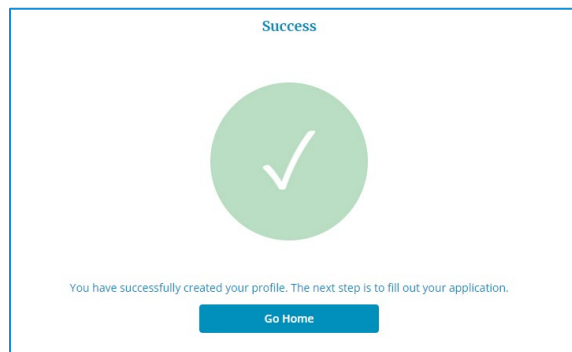 Success
You have successfully created your profile. The next step is to fill out your application.
Go Home